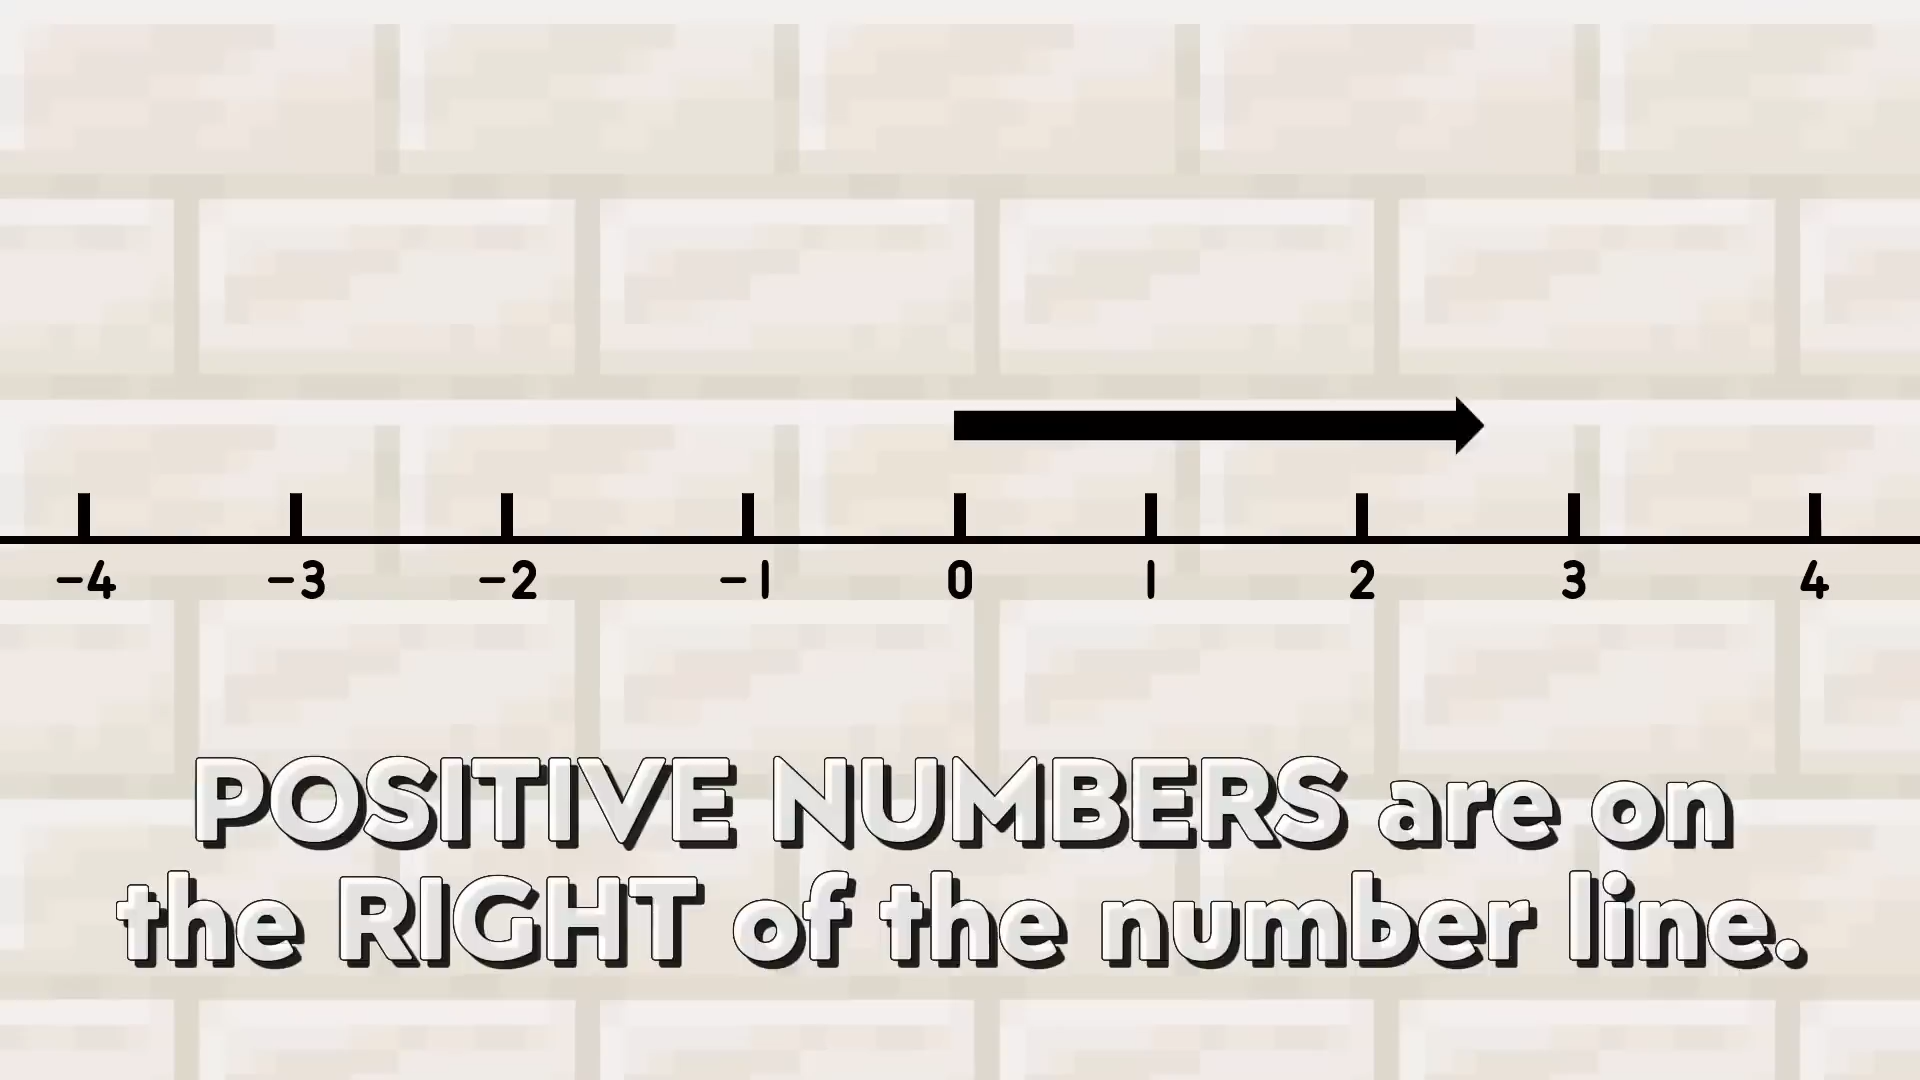 -4 -3 -2 -1 0 1 2 3 4
POSITIVE NUMBERS are on
the RIGHT of the number line.